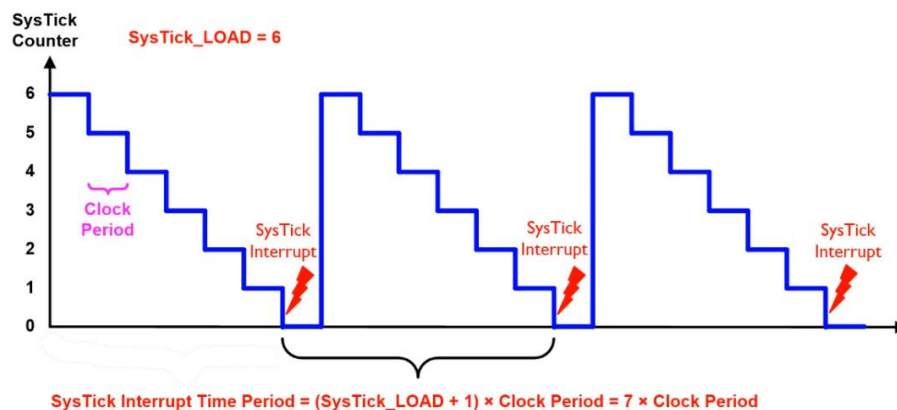 SysTick
Counter
SysTick_LOAD = 6
6
5
4
3
2
1
0
Clock
Period
SysTick
Interrupt
SysTick
Interrupt
SysTick
Interrupt
SysTick Interrupt Time Period = (SysTick_LOAD + 1) × Clock Period = 7 × Clock Period